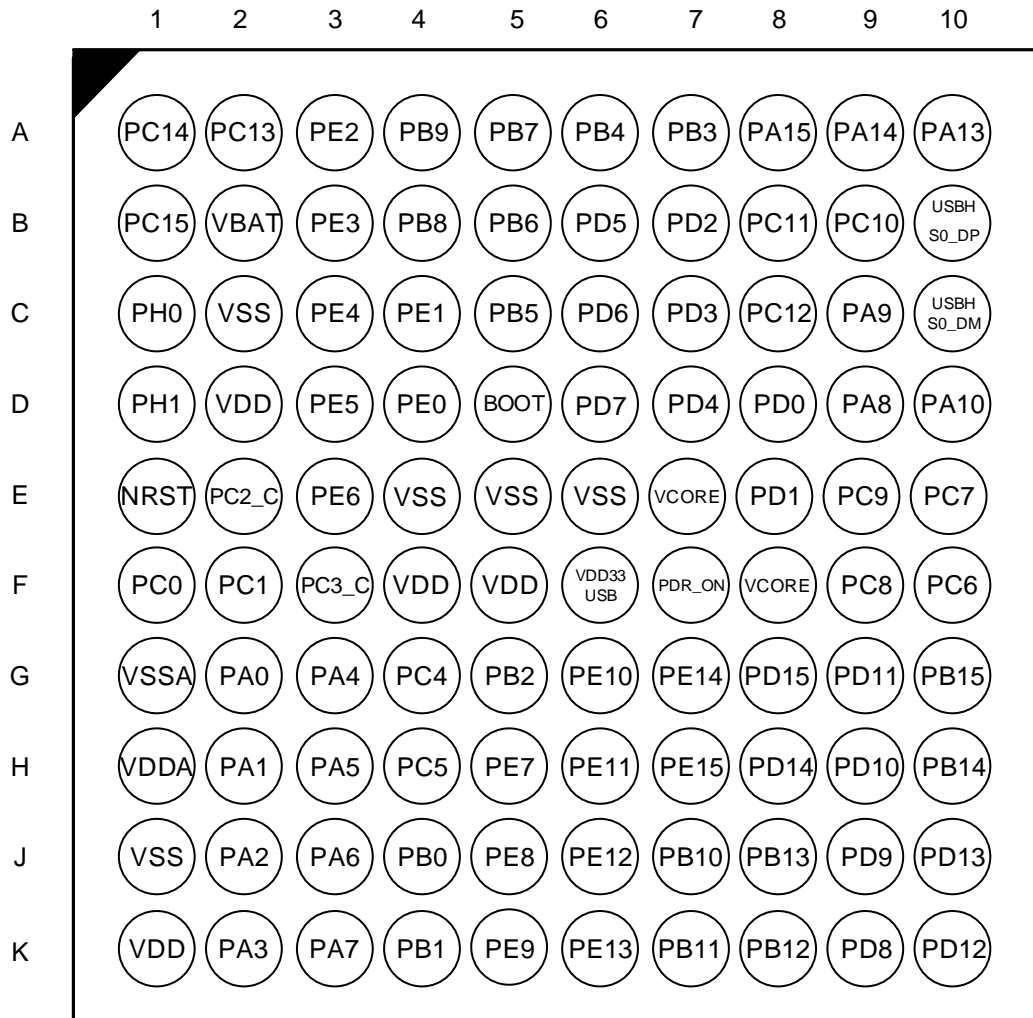 1 2 3 4 5 6 7 8 9 10
A PC14 PC13 PE2 PB9 PB7 PB4 PB3 PA15 PA14 PA13
B PC15 VBAT PE3 PB8 PB6 PD5 PD2 PC11 PC10 USBH S0_DP
C PH0 VSS PE4 PE1 PB5 PD6 PD3 PC12 PA9 USBH S0_DM
D PH1 VDD PE5 PE0 BOOT PD7 PD4 PD0 PA8 PA10
E NRST PC2_C PE6 VSS VSS VSS VCORE PD1 PC9 PC7
F PC0 PC1 PC3_C VDD VDD VDD33 USB PDR_ON VCORE PC8 PC6
G VSSA PA0 PA4 PC4 PB2 PE10 PE14 PD15 PD11 PB15
H VDDA PA1 PA5 PC5 PE7 PE11 PE15 PD14 PD10 PB14
J VSS PA2 PA6 PB0 PE8 PE12 PB10 PB13 PD9 PD13
K VDD PA3 PA7 PB1 PE9 PE13 PB11 PB12 PD8 PD12